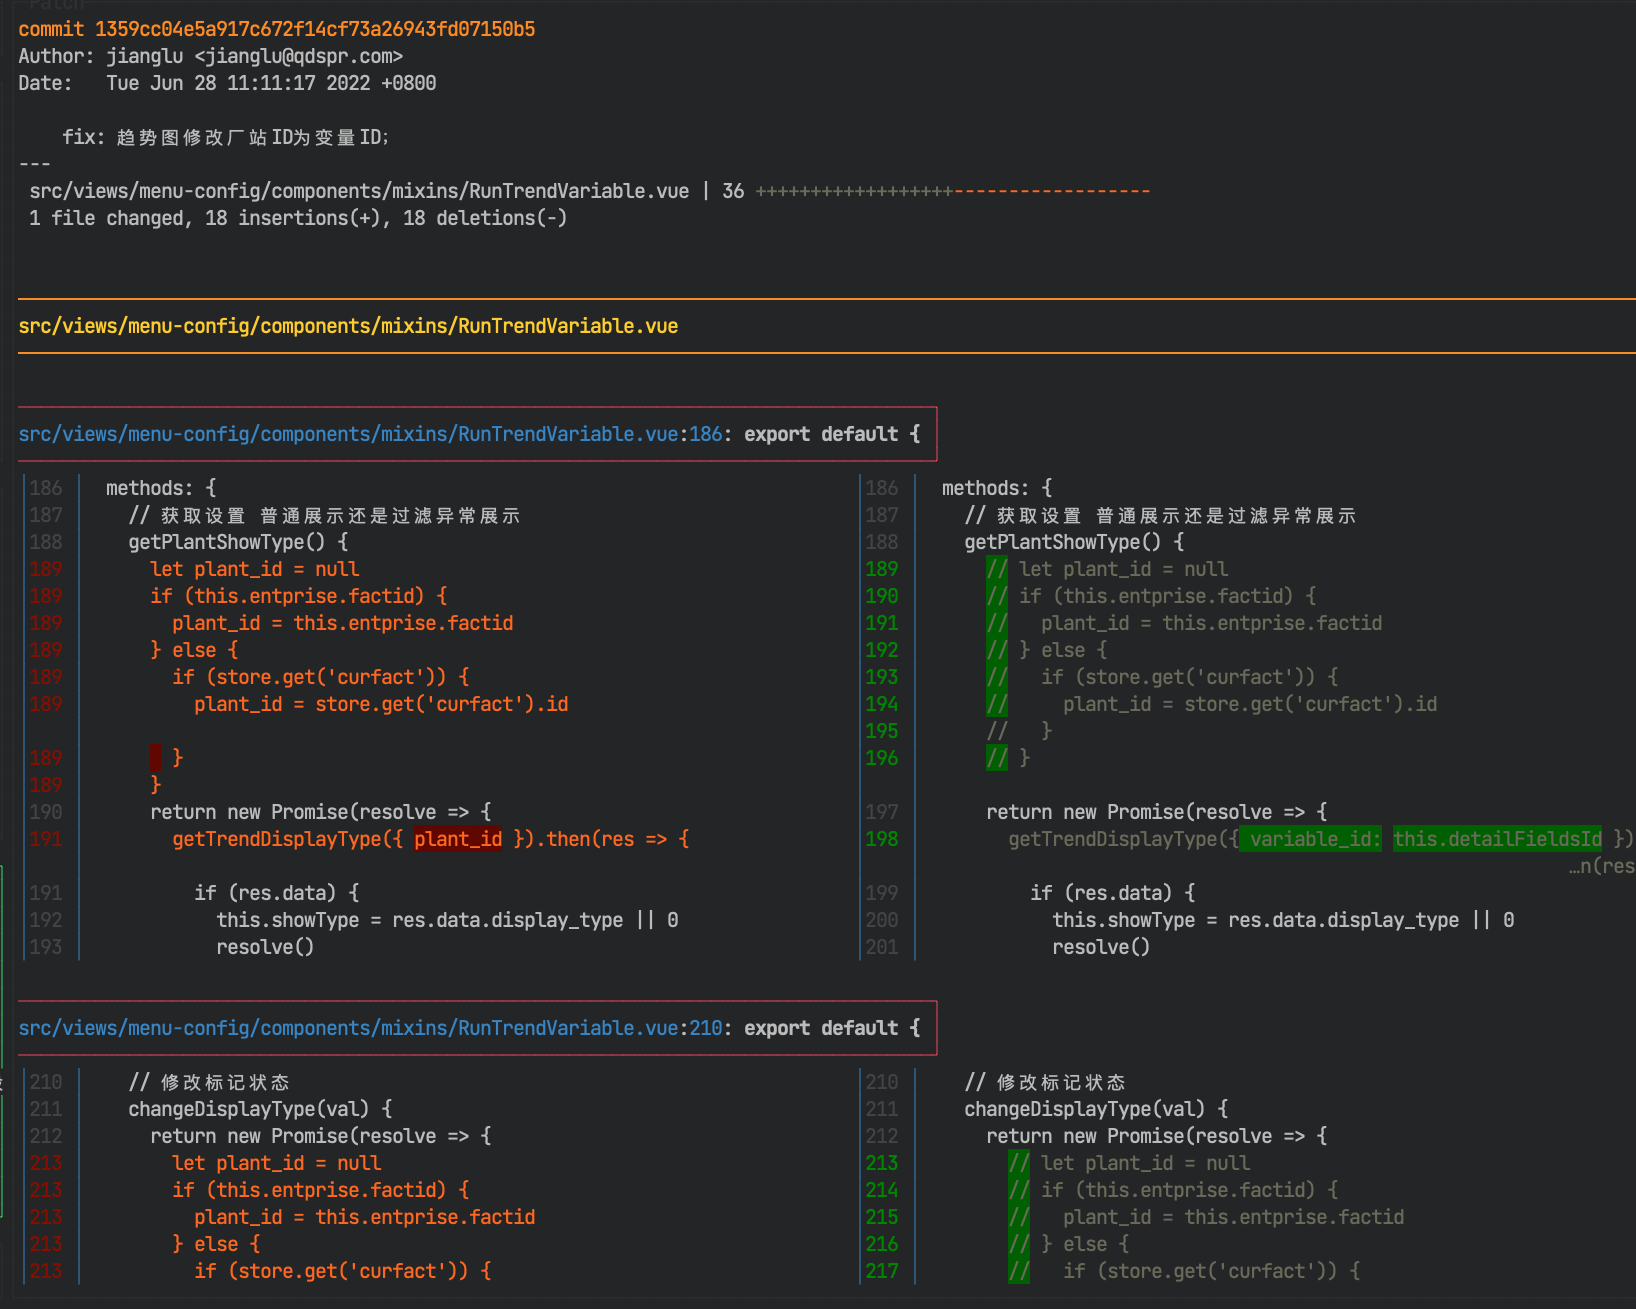 Patch
commit 1359cc04e5a917c672f14cf73a26943fd07150b5
Author: jianglu <jianglu@qdspr.com>
Date:   Tue Jun 28 11:11:17 2022 +0800
fix: 趋势图修改厂站ID为变量ID;
---
src/views/menu-config/components/mixins/RunTrendVariable.vue | 36 ++++++++++++++++++------------------
1 file changed, 18 insertions(+), 18 deletions(-)
src/views/menu-config/components/mixins/RunTrendVariable.vue
src/views/menu-config/components/mixins/RunTrendVariable.vue:186: export default {
186 methods: { 186 methods: {
187 // 获取设置 普通展示还是过滤异常展示 187 // 获取设置 普通展示还是过滤异常展示
188 getPlantShowType() { 188 getPlantShowType() {
189 let plant_id = null 189 // let plant_id = null
189 if (this.entprise.factid) { 190 // if (this.entprise.factid) {
189 plant_id = this.entprise.factid 191 //   plant_id = this.entprise.factid
189 } else { 192 // } else {
189 if (store.get('curfact')) { 193 //   if (store.get('curfact')) {
189 plant_id = store.get('curfact').id 194 //     plant_id = store.get('curfact').id
195 //   }
189 } 196 // }
189 }
190 return new Promise(resolve => { 197 return new Promise(resolve => {
191 getTrendDisplayType({ plant_id }).then(res => { 198 getTrendDisplayType({ variable_id: this.detailFieldsId })
…n(res
191 if (res.data) { 199 if (res.data) {
192 this.showType = res.data.display_type || 0 200 this.showType = res.data.display_type || 0
193 resolve() 201 resolve()
src/views/menu-config/components/mixins/RunTrendVariable.vue:210: export default {
210 // 修改标记状态 210 // 修改标记状态
211 changeDisplayType(val) { 211 changeDisplayType(val) {
212 return new Promise(resolve => { 212 return new Promise(resolve => {
213 let plant_id = null 213 // let plant_id = null
213 if (this.entprise.factid) { 214 // if (this.entprise.factid) {
213 plant_id = this.entprise.factid 215 //   plant_id = this.entprise.factid
213 } else { 216 // } else {
213 if (store.get('curfact')) { 217 //   if (store.get('curfact')) {